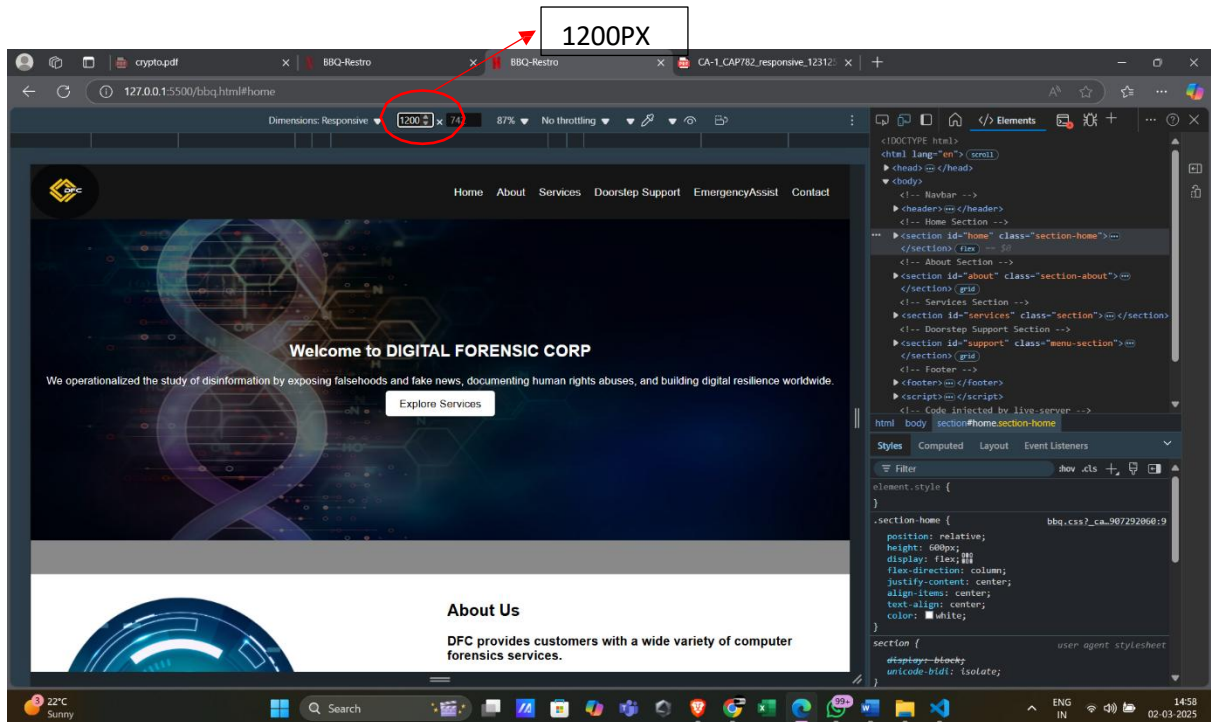 1200PX
crypto.pdf
BBQ-Restro
BBQ-Restro
CA-1_CAP782_responsive_12312
127.0.0.1:5500/bbq.html#home
Dimensions: Responsive 1200 x 87% No throttling
Elements
<!DOCTYPE html>
<html lang="en"> scroll
<head> </head>
<body>
<!-- Navbar -->
<header> </header>
<!-- Home Section -->
<section id="home" class="section-home">
</section> flex == $0
<!-- About Section -->
<section id="about" class="section-about">
</section> grid
<!-- Services Section -->
<section id="services" class="section"> </section>
<!-- Doorstep Support Section -->
<section id="support" class="menu-section">
</section> grid
<!-- Footer -->
<footer> </footer>
<script> </script>
<!-- Code injected by live-server -->
html body section#home.section-home
Styles Computed Layout Event Listeners
Filter :hov .cls
element.style {
}
.section-home { bbq.css?_ca…907292060:9
position: relative;
height: 600px;
display: flex;
flex-direction: column;
justify-content: center;
align-items: center;
text-align: center;
color: white;
}
section { user agent stylesheet
display: block;
unicode-bidi: isolate;
}
DFC
Home About Services Doorstep Support EmergencyAssist Contact
Welcome to DIGITAL FORENSIC CORP
We operationalized the study of disinformation by exposing falsehoods and fake news, documenting human rights abuses, and building digital resilience worldwide.
Explore Services
About Us
DFC provides customers with a wide variety of computer
forensics services.
3
22°C
Sunny
Search
99+
ENG
IN
14:58
02-03-2025